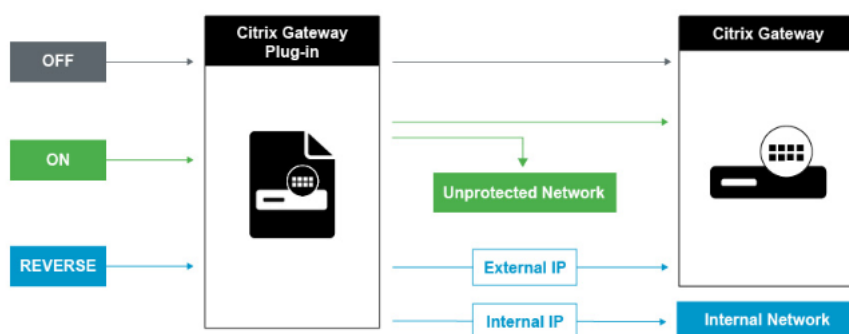 Citrix Gateway
Plug-in
Citrix Gateway
OFF
ON
Unprotected Network
REVERSE
External IP
Internal IP
Internal Network